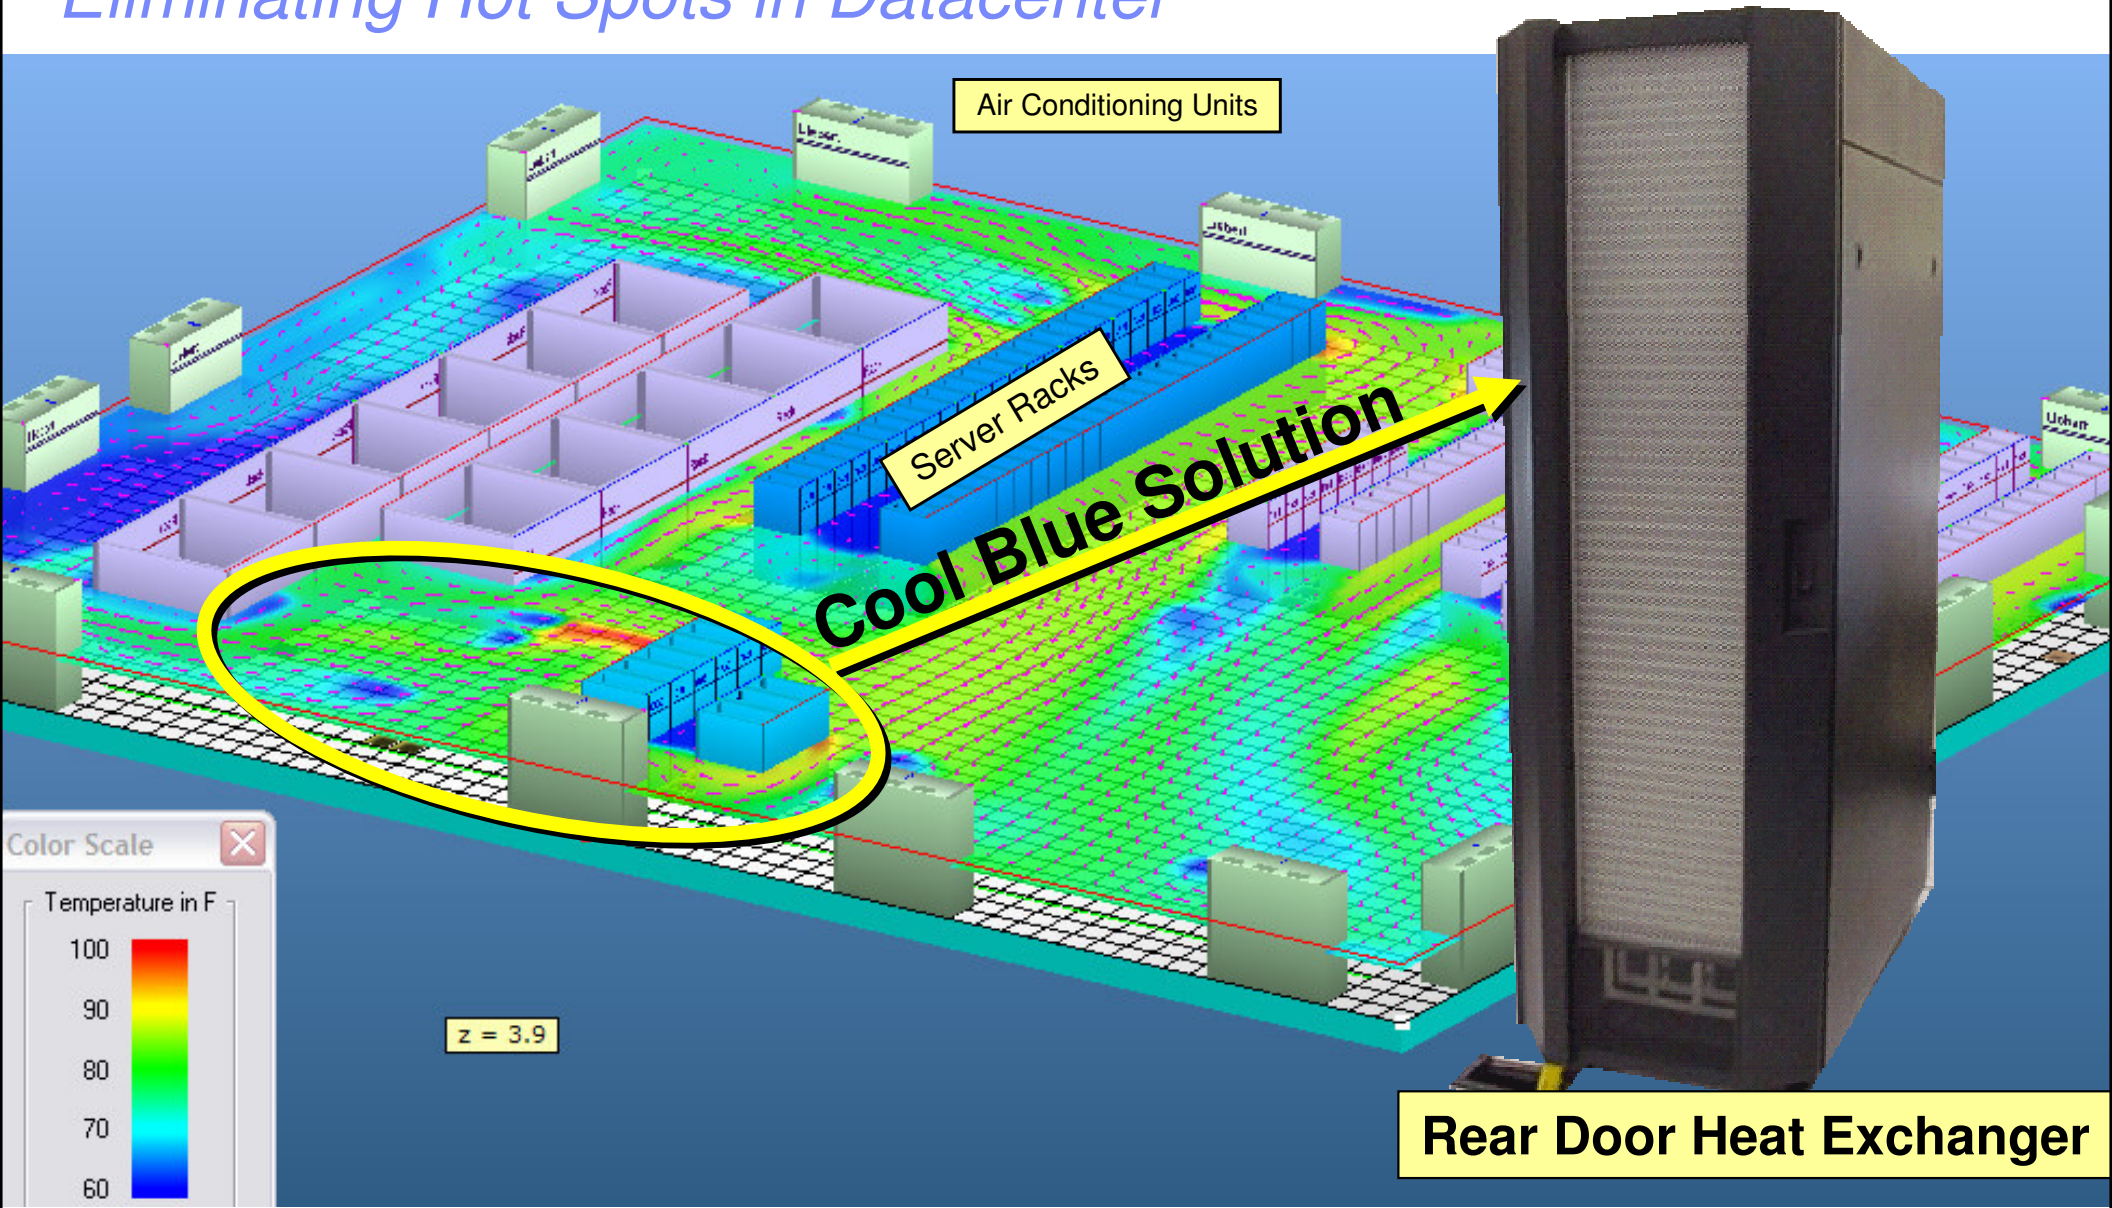 Eliminating Hot Spots in Datacenter
Air Conditioning Units
Server Racks
Cool Blue Solution
Color Scale
Temperature in F
100
90
80
70
60
z = 3.9
Rear Door Heat Exchanger